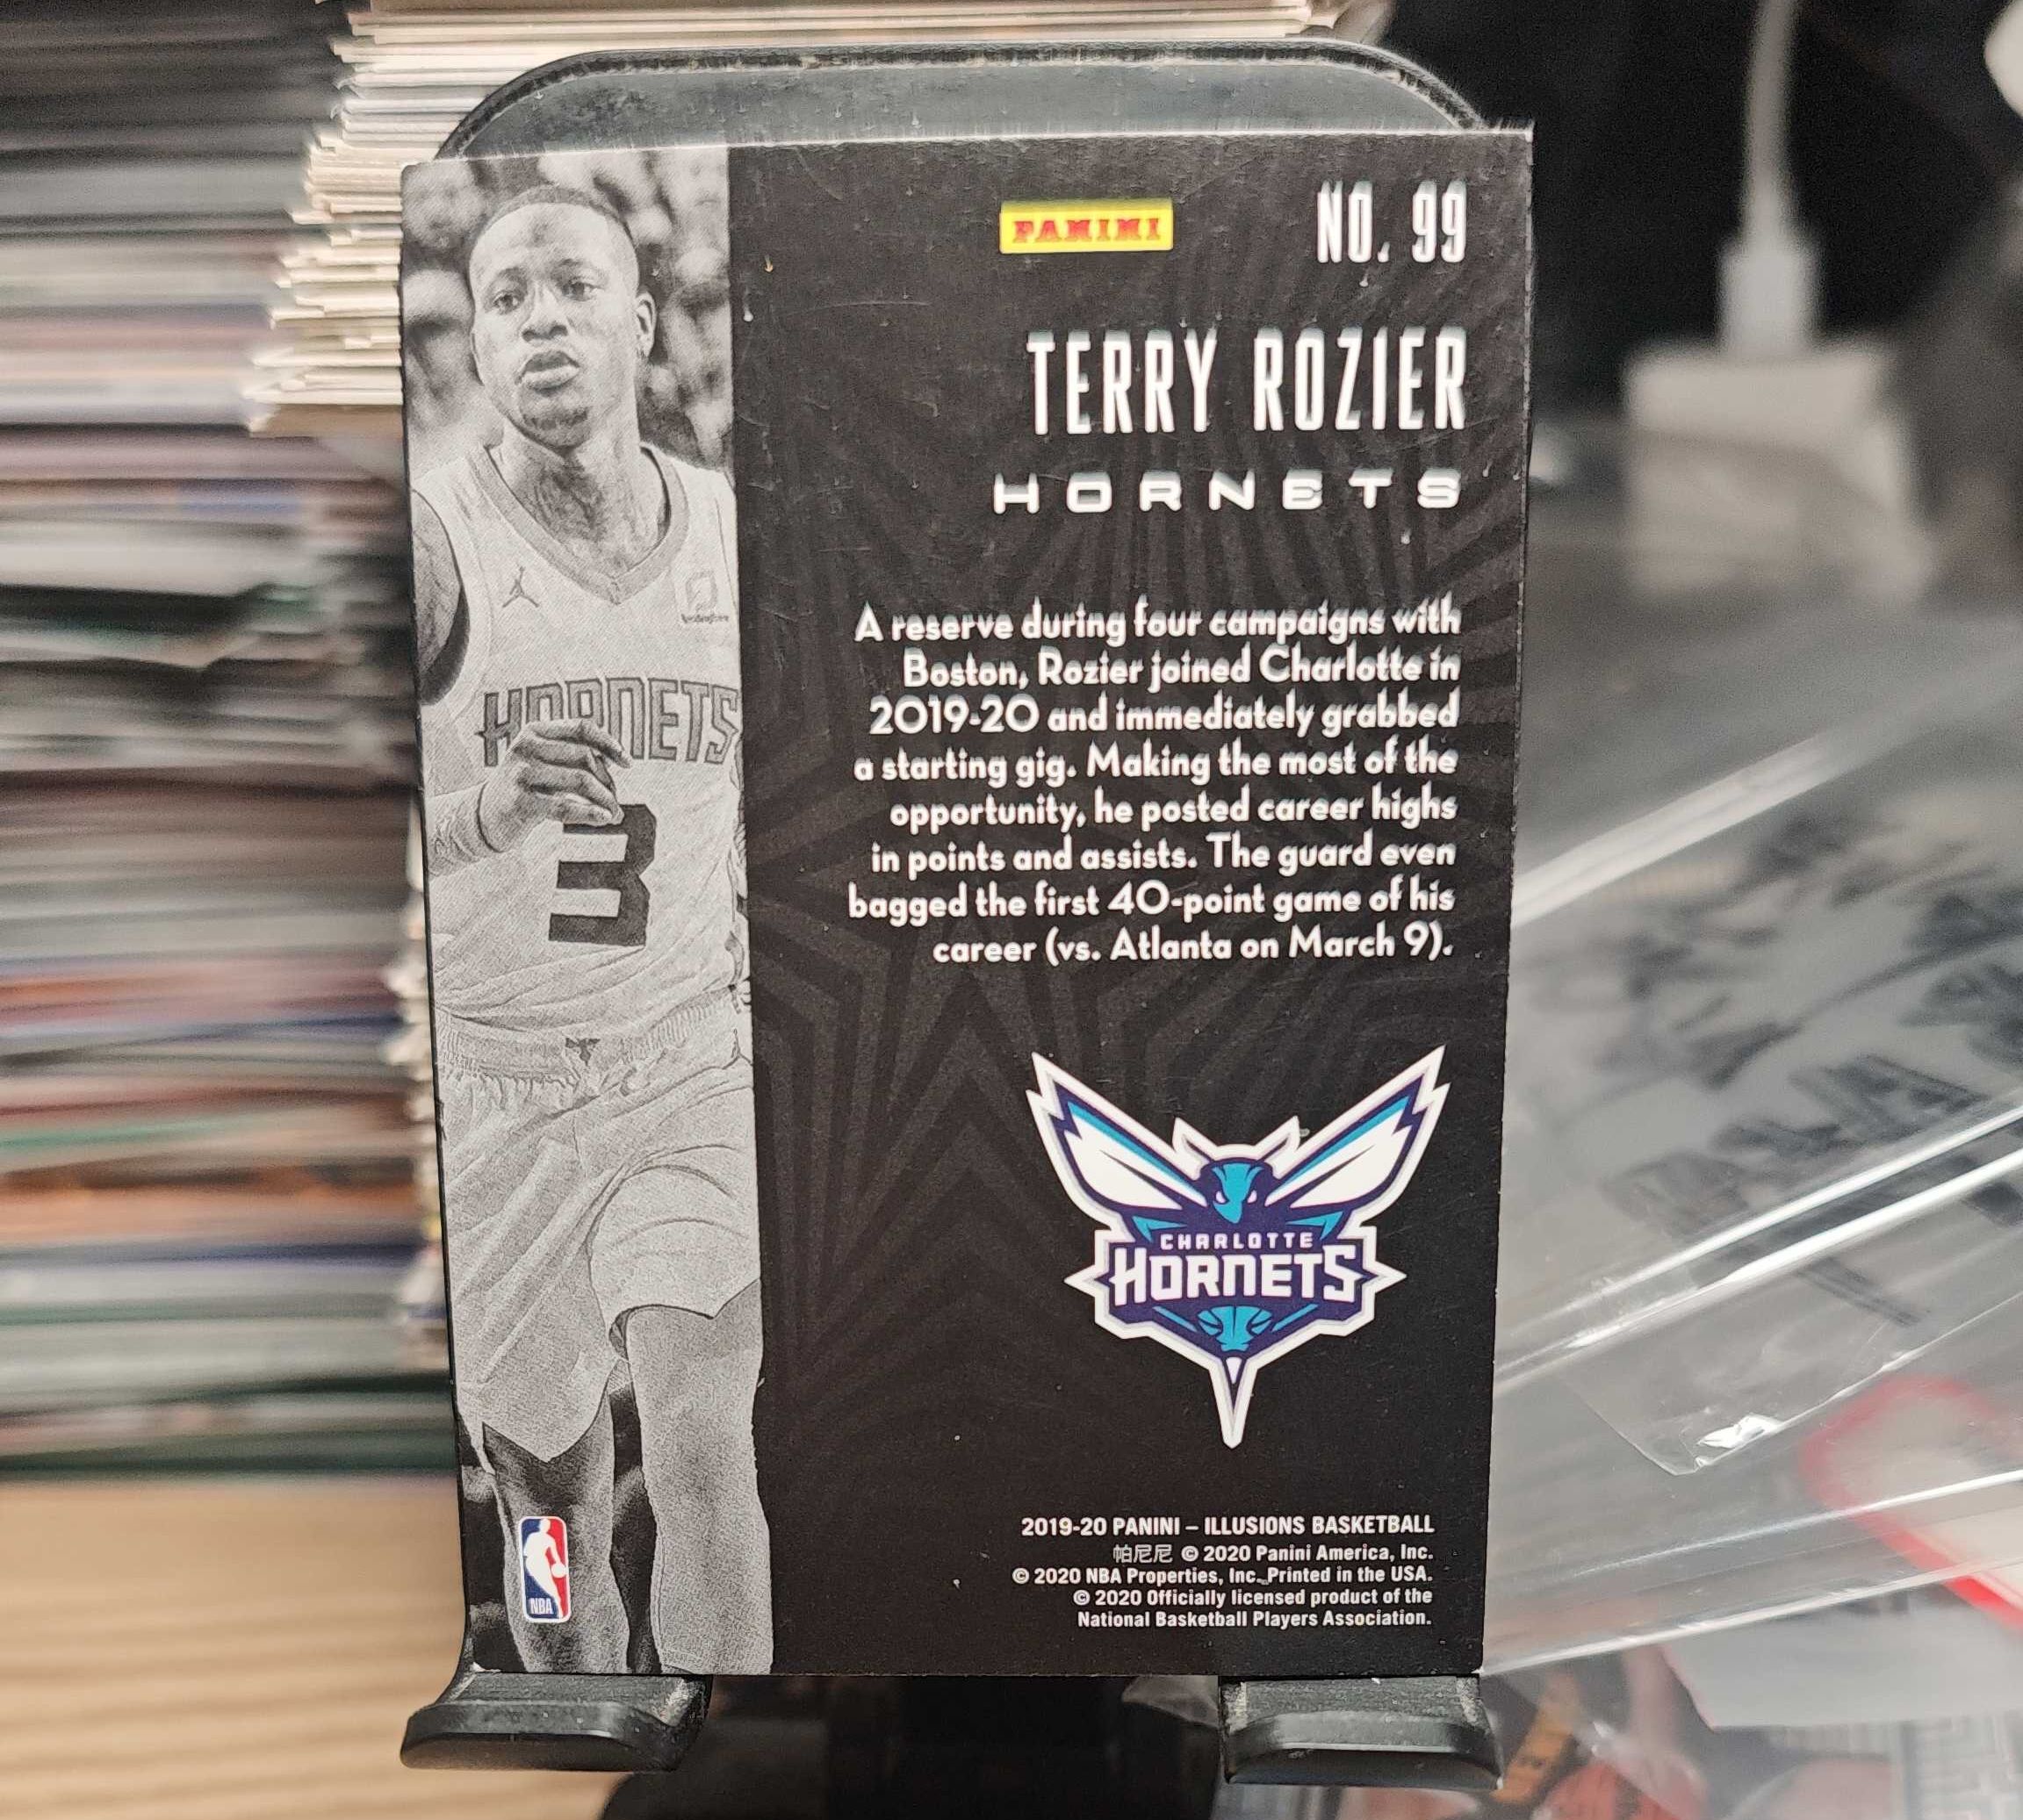 PANINI
NO. 99
TERRY ROZIER
HORNETS
A reserve during four campaigns with
Boston, Rozier joined Charlotte in
2019-20 and immediately grabbed
a starting gig. Making the most of the
opportunity, he posted career highs
in points and assists. The guard even
bagged the first 40-point game of his
career (vs. Atlanta on March 9).
HORNETS
3
CHARLOTTE
HORNETS
NBA
2019-20 PANINI – ILLUSIONS BASKETBALL
帕尼尼 © 2020 Panini America, Inc.
© 2020 NBA Properties, Inc. Printed in the USA.
© 2020 Officially licensed product of the
National Basketball Players Association.